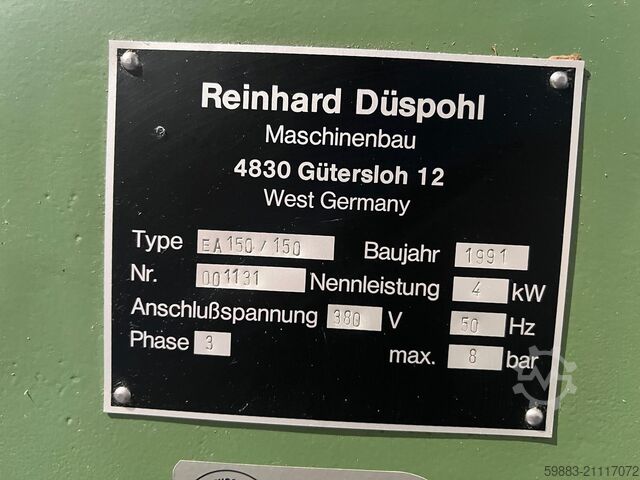 Reinhard Düspohl
Maschinenbau
4830 Gütersloh 12
West Germany
Type EA 150 / 150 Baujahr 1991
Nr. 001131 Nennleistung 4 kW
Anschlußspannung 380 V 50 Hz
Phase 3 max. 8 bar
59883-21117072